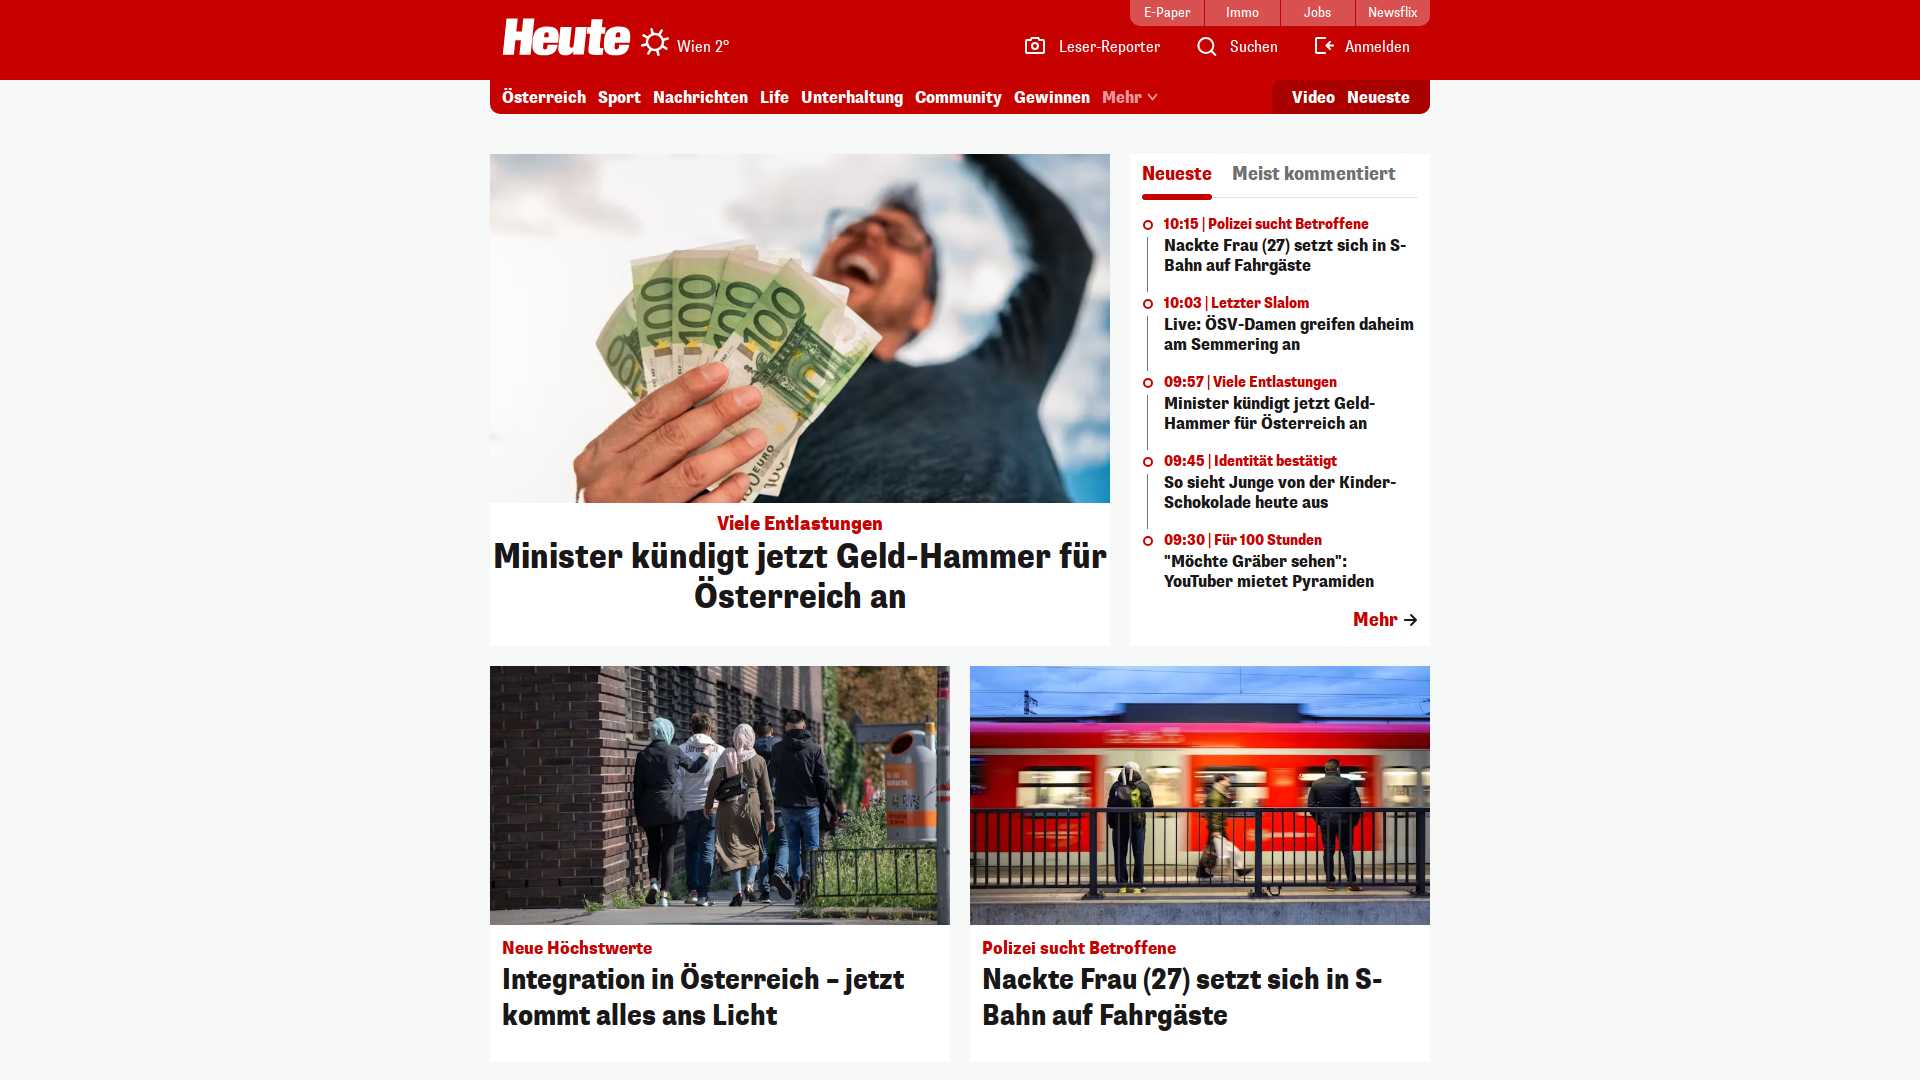 E-Paper
Immo
Jobs
Newsflix
Heute
Wien 2°
Leser-Reporter
Suchen
Anmelden
Österreich
Sport
Nachrichten
Life
Unterhaltung
Community
Gewinnen
Mehr
Video
Neueste
Viele Entlastungen
Minister kündigt jetzt Geld-Hammer für
Österreich an
Neueste
Meist kommentiert
10:15 | Polizei sucht Betroffene
Nackte Frau (27) setzt sich in S-
Bahn auf Fahrgäste
10:03 | Letzter Slalom
Live: ÖSV-Damen greifen daheim
am Semmering an
09:57 | Viele Entlastungen
Minister kündigt jetzt Geld-
Hammer für Österreich an
09:45 | Identität bestätigt
So sieht Junge von der Kinder-
Schokolade heute aus
09:30 | Für 100 Stunden
"Möchte Gräber sehen":
YouTuber mietet Pyramiden
Mehr
100
100
100
100
100
EURO
Neue Höchstwerte
Integration in Österreich – jetzt
kommt alles ans Licht
Polizei sucht Betroffene
Nackte Frau (27) setzt sich in S-
Bahn auf Fahrgäste